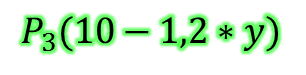 P₃(10 − 1,2 * y)